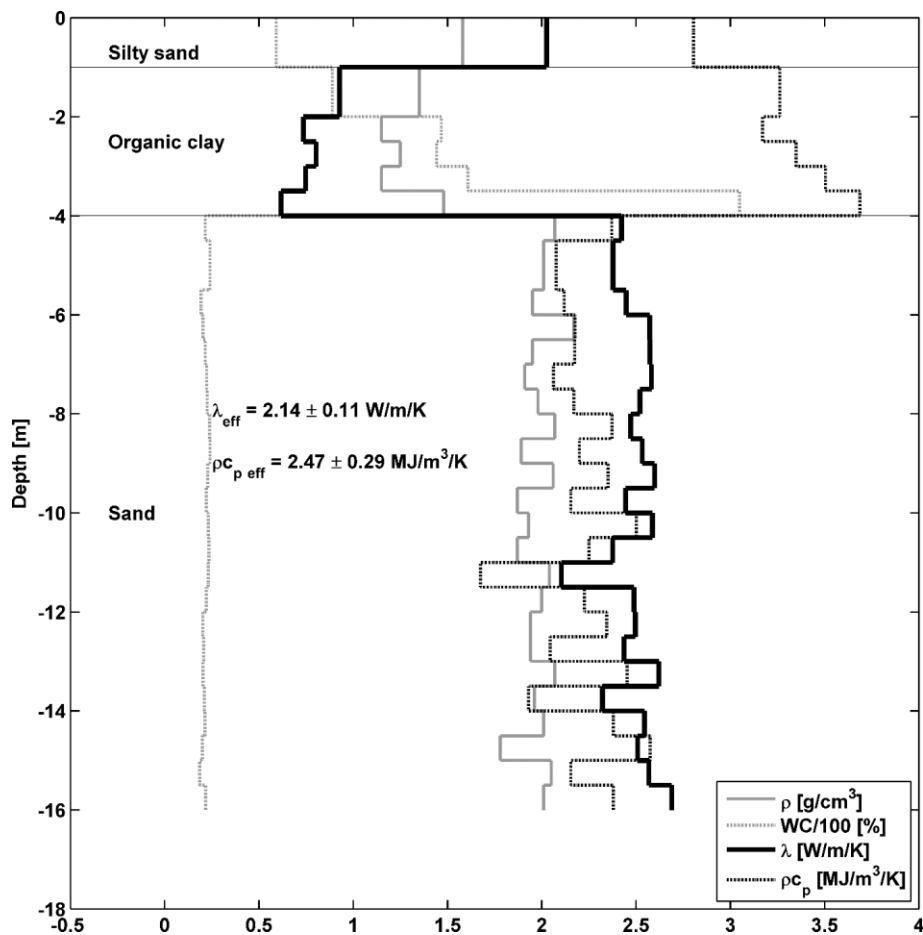 0
Silty sand
-2
Organic clay
-4
-6
λeff = 2.14 ± 0.11 W/m/K
-8
Depth [m]
ρcp eff = 2.47 ± 0.29 MJ/m³/K
Sand
-10
-12
-14
-16
ρ [g/cm³]
WC/100 [%]
λ [W/m/K]
ρcp [MJ/m³/K]
-18
-0.5 0 0.5 1 1.5 2 2.5 3 3.5 4